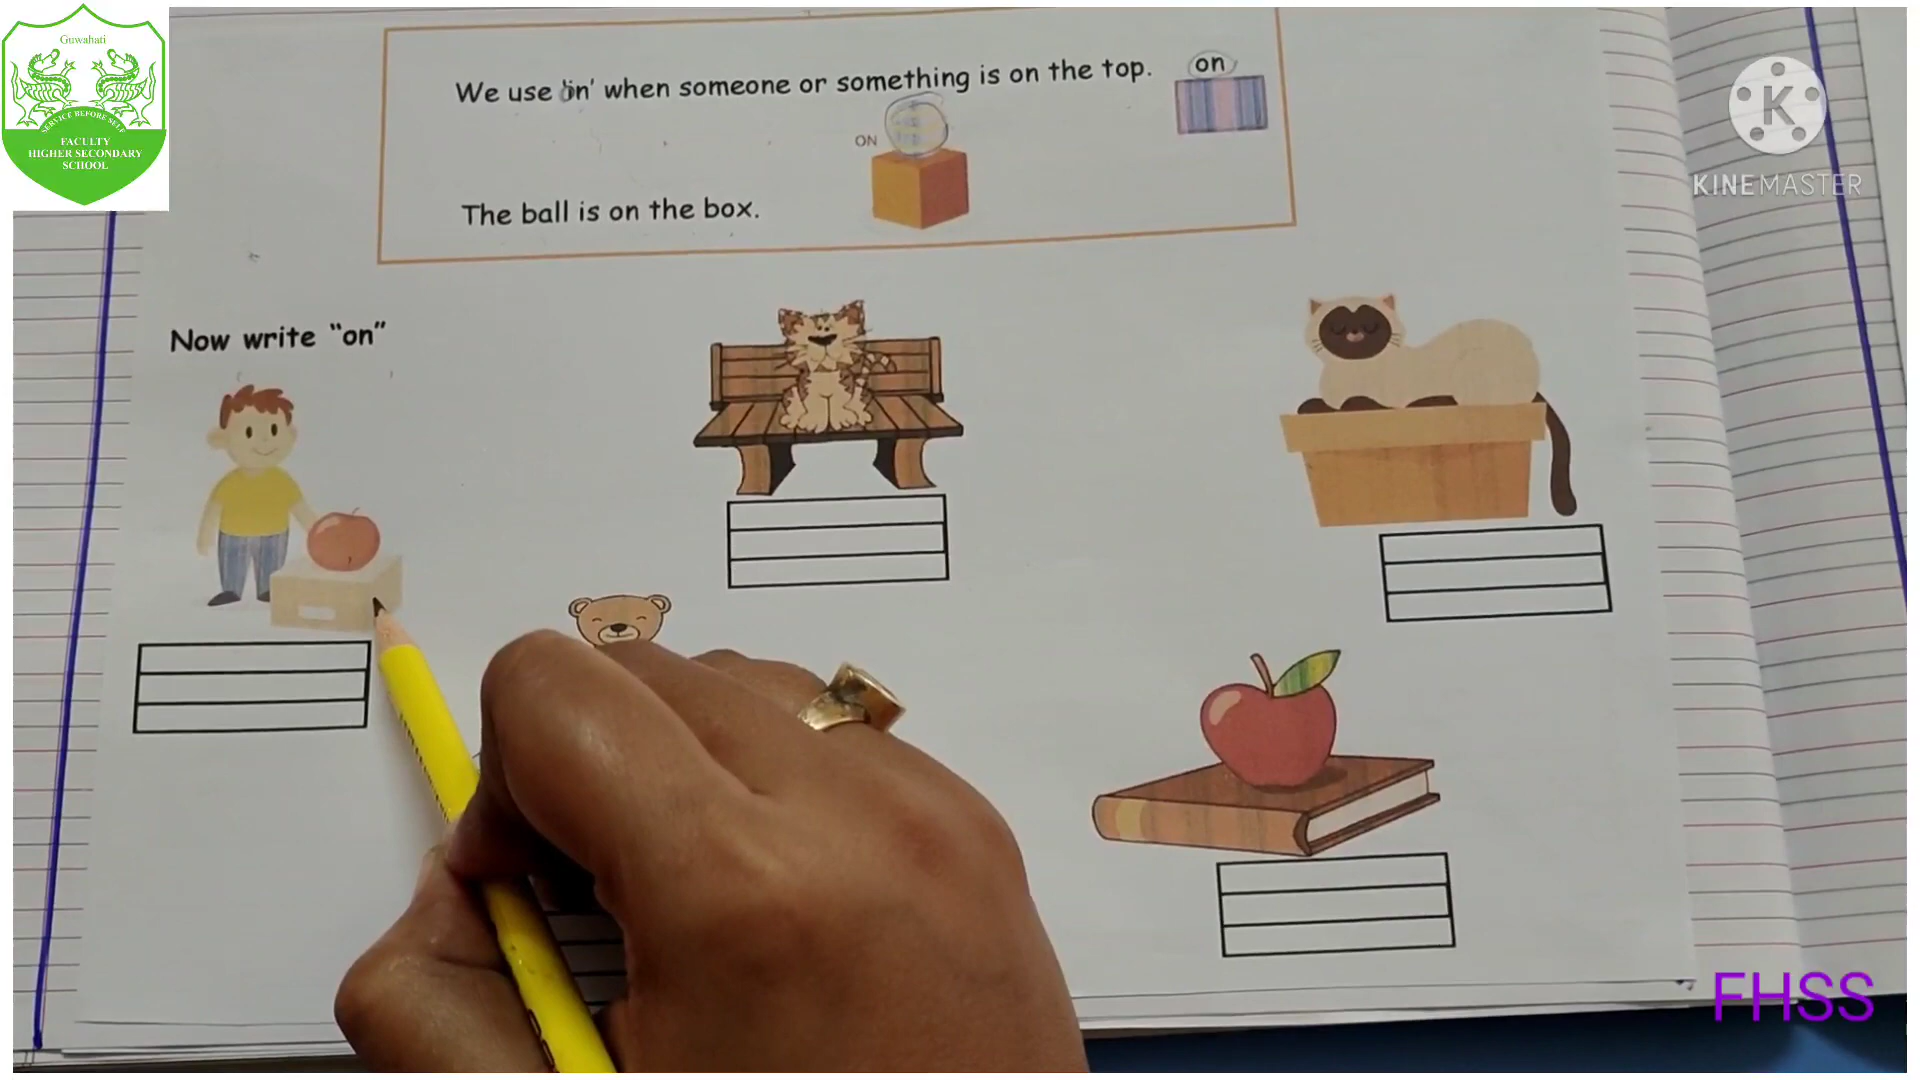 Guwahati
SERVICE BEFORE SELF
FACULTY
HIGHER SECONDARY
SCHOOL
We use 'on' when someone or something is on the top.
on
ON
The ball is on the box.
Now write “on”
K
KINEMASTER
FHSS